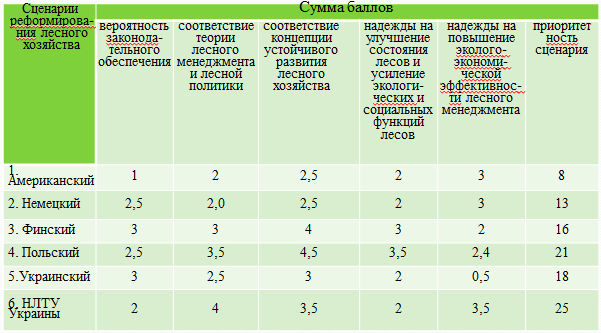 Сценарии
реформирова-
ния лесного
хозяйства
Сумма баллов
вероятность
законода-
тельного
обеспечения
соответствие
теории
лесного
менеджмента
и лесной
политики
соответствие
концепции
устойчивого
развития
лесного
хозяйства
надежды на
улучшение
состояния
лесов и
усиление
экологи-
ческих и
социальных
функций
лесов
надежды на
повышение
эколого-
экономи-
ческой
эффективнос-
ти лесного
менеджмента
приоритет
ность
сценария
1.
Американский 1 2 2,5 2 3 8
2. Немецкий 2,5 2,0 2,5 2 3 13
3. Финский 3 3 4 3 2 16
4. Польский 2,5 3,5 4,5 3,5 2,4 21
5.Украинский 3 2,5 3 2 0,5 18
6. НЛТУ
Украины 2 4 3,5 2 3,5 25